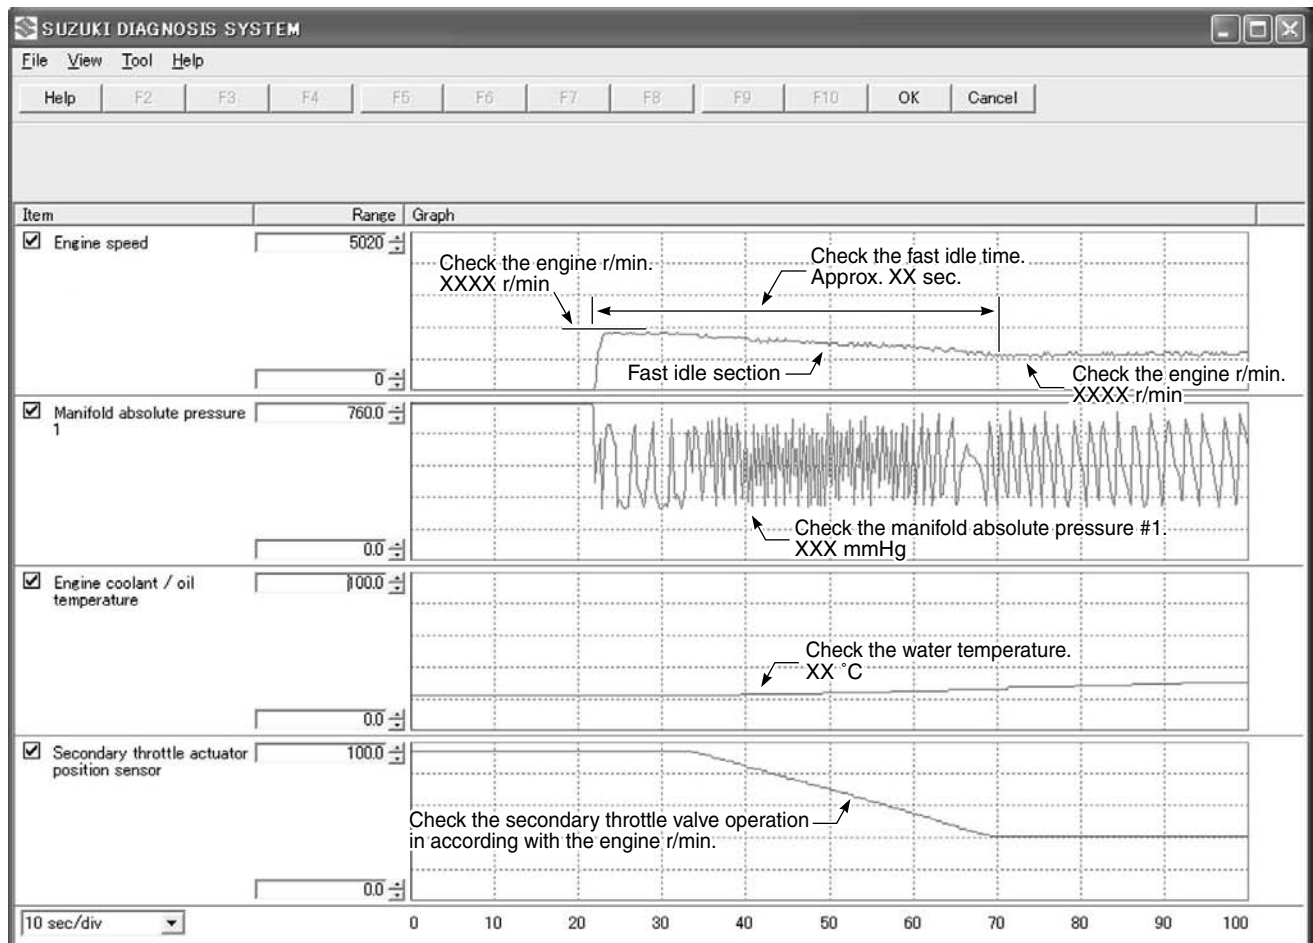 SUZUKI DIAGNOSIS SYSTEM
File View Tool Help
Help F2 F3 F4 F5 F6 F7 F8 F9 F10 OK Cancel
Item Range Graph
Engine speed 5020
0
Check the engine r/min.
XXXX r/min
Check the fast idle time.
Approx. XX sec.
Fast idle section
Check the engine r/min.
XXXX r/min
Manifold absolute pressure 760.0
1
0.0
Check the manifold absolute pressure #1.
XXX mmHg
Engine coolant / oil 100.0
temperature
0.0
Check the water temperature.
XX °C
Secondary throttle actuator 100.0
position sensor
0.0
Check the secondary throttle valve operation
in according with the engine r/min.
10 sec/div 0 10 20 30 40 50 60 70 80 90 100